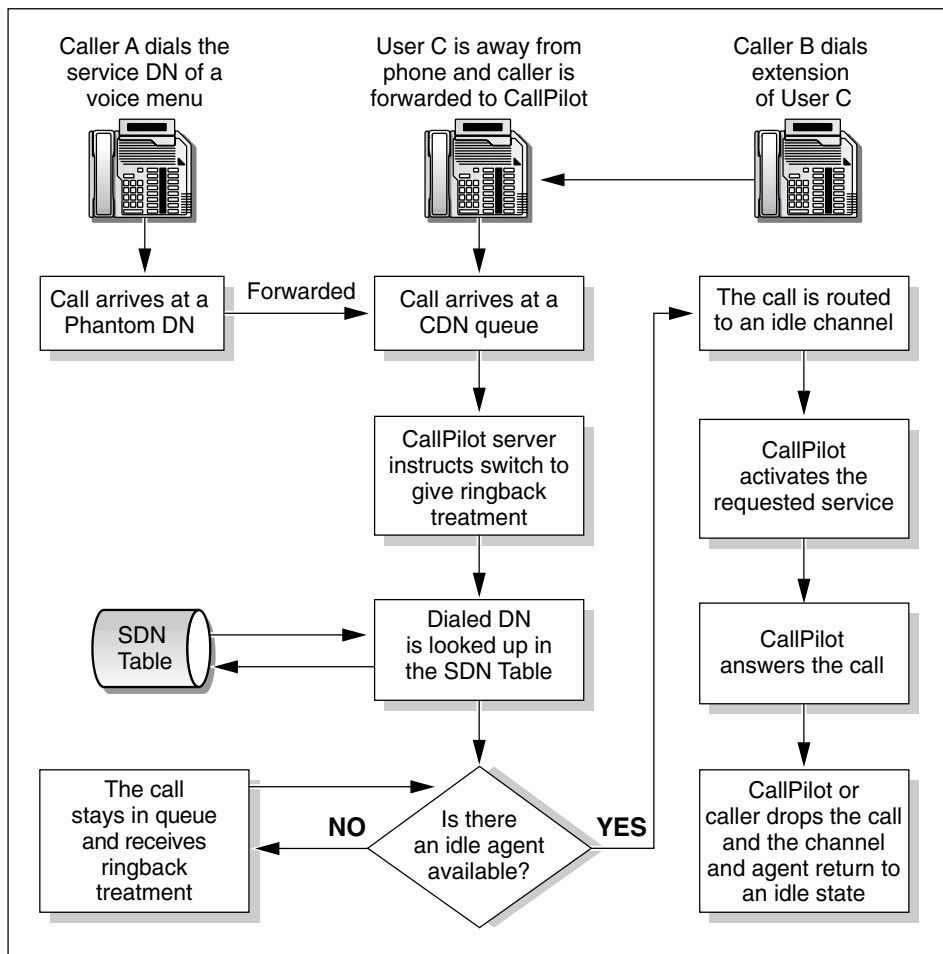 Caller A dials the
service DN of a
voice menu
User C is away from
phone and caller is
forwarded to CallPilot
Caller B dials
extension
of User C
Call arrives at a
Phantom DN
Forwarded
Call arrives at a
CDN queue
The call is routed
to an idle channel
CallPilot server
instructs switch to
give ringback
treatment
CallPilot
activates the
requested service
SDN
Table
Dialed DN
is looked up in
the SDN Table
CallPilot
answers the call
The call
stays in queue
and receives
ringback
treatment
NO
Is there
an idle agent
available?
YES
CallPilot or
caller drops the call
and the channel
and agent return to
an idle state